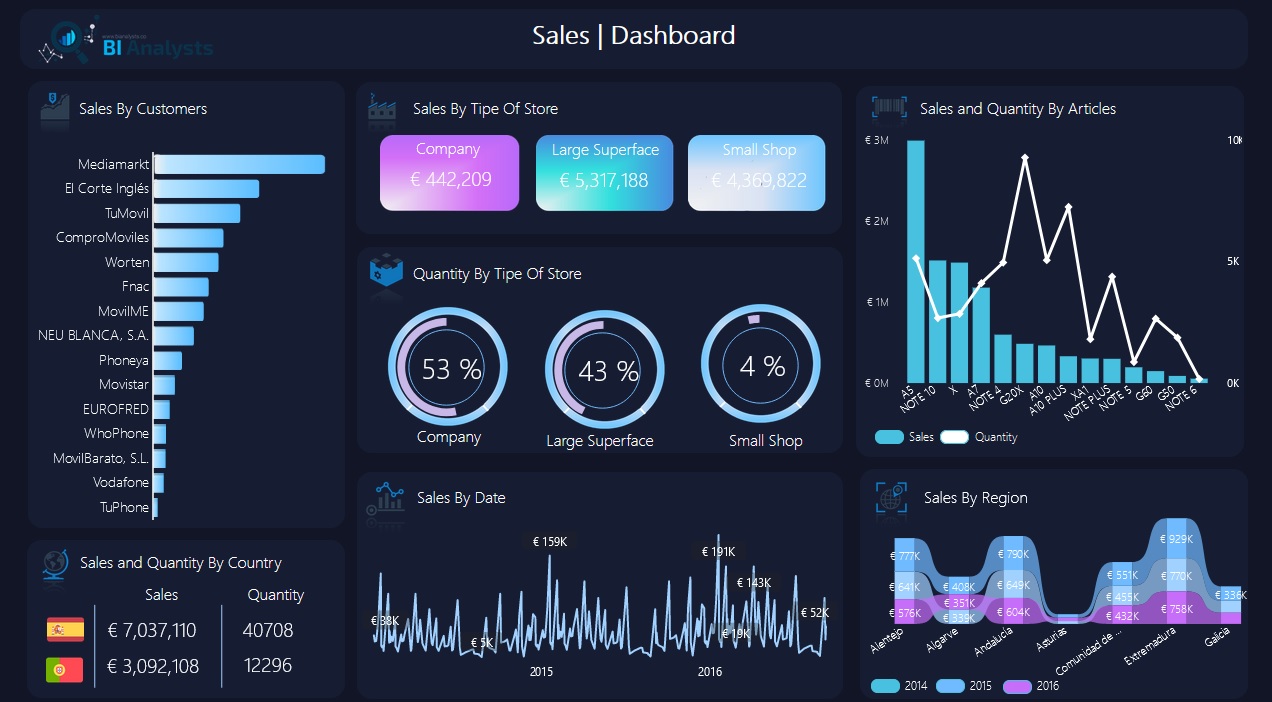 www.bianalysts.co
BI Analysts
Sales | Dashboard
Sales By Customers
Mediamarkt
El Corte Inglés
TuMovil
ComproMoviles
Worten
Fnac
MovilME
NEU BLANCA, S.A.
Phoneya
Movistar
EUROFRED
WhoPhone
MovilBarato, S.L.
Vodafone
TuPhone
Sales and Quantity By Country
Sales Quantity
€ 7,037,110 40708
€ 3,092,108 12296
Sales By Tipe Of Store
Company
€ 442,209
Large Superface
€ 5,317,188
Small Shop
€ 4,369,822
Quantity By Tipe Of Store
53 %
Company
43 %
Large Superface
4 %
Small Shop
Sales By Date
€ 38K
€ 5K
€ 159K
€ 191K
€ 19K
€ 143K
€ 52K
2015 2016
Sales and Quantity By Articles
€ 3M
€ 2M
€ 1M
€ 0M
10K
5K
0K
A5
NOTE 10
X
A7
NOTE 4
G20X
A10
A10 PLUS
XA1
NOTE PLUS
NOTE 5
G60
G50
NOTE 6
Sales Quantity
Sales By Region
€ 777K
€ 641K
€ 576K
€ 408K
€ 351K
€ 339K
€ 790K
€ 649K
€ 604K
€ 551K
€ 455K
€ 432K
€ 929K
€ 770K
€ 758K
€ 336K
Alentejo
Algarve
Andalucía
Asturias
Comunidad de ...
Extremadura
Galicia
2014 2015 2016